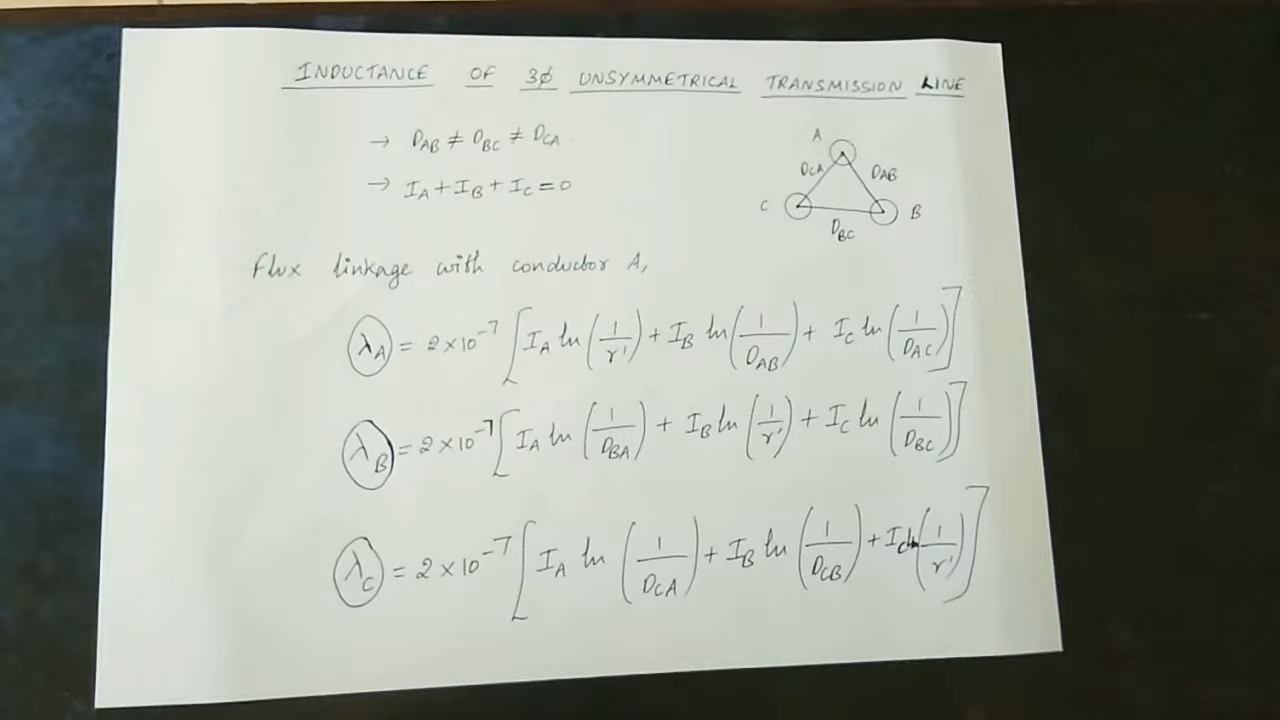 INDUCTANCE OF 3φ UNSYMMETRICAL TRANSMISSION LINE
→ D_AB ≠ D_BC ≠ D_CA
→ I_A + I_B + I_C = 0
A
D_CA D_AB
C B
D_BC
Flux linkage with conductor A,
λ_A = 2×10^-7 [I_A ln(1/r') + I_B ln(1/D_AB) + I_C ln(1/D_AC)]
λ_B = 2×10^-7 [I_A ln(1/D_BA) + I_B ln(1/r') + I_C ln(1/D_BC)]
λ_C = 2×10^-7 [I_A ln(1/D_CA) + I_B ln(1/D_CB) + I_C ln(1/r')]